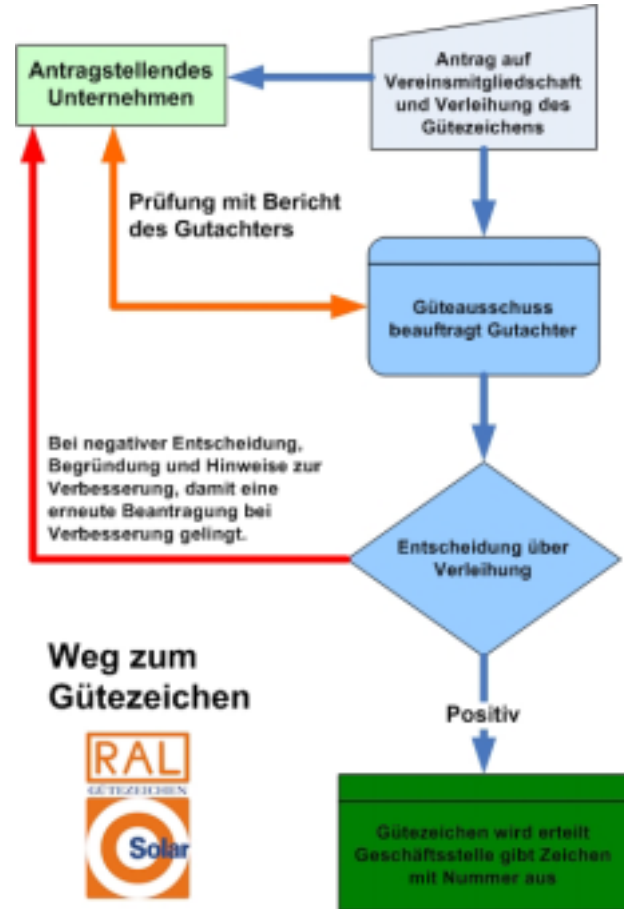 Antragstellendes
Unternehmen
Antrag auf
Vereinsmitgliedschaft
und Verleihung des
Gütezeichens
Prüfung mit Bericht
des Gutachters
Güteausschuss
beauftragt Gutachter
Bei negativer Entscheidung,
Begründung und Hinweise zur
Verbesserung, damit eine
erneute Beantragung bei
Verbesserung gelingt.
Entscheidung über
Verleihung
Weg zum
Gütezeichen
Positiv
RAL
GÜTEZEICHEN
Solar
Gütezeichen wird erteilt
Geschäftsstelle gibt Zeichen
mit Nummer aus